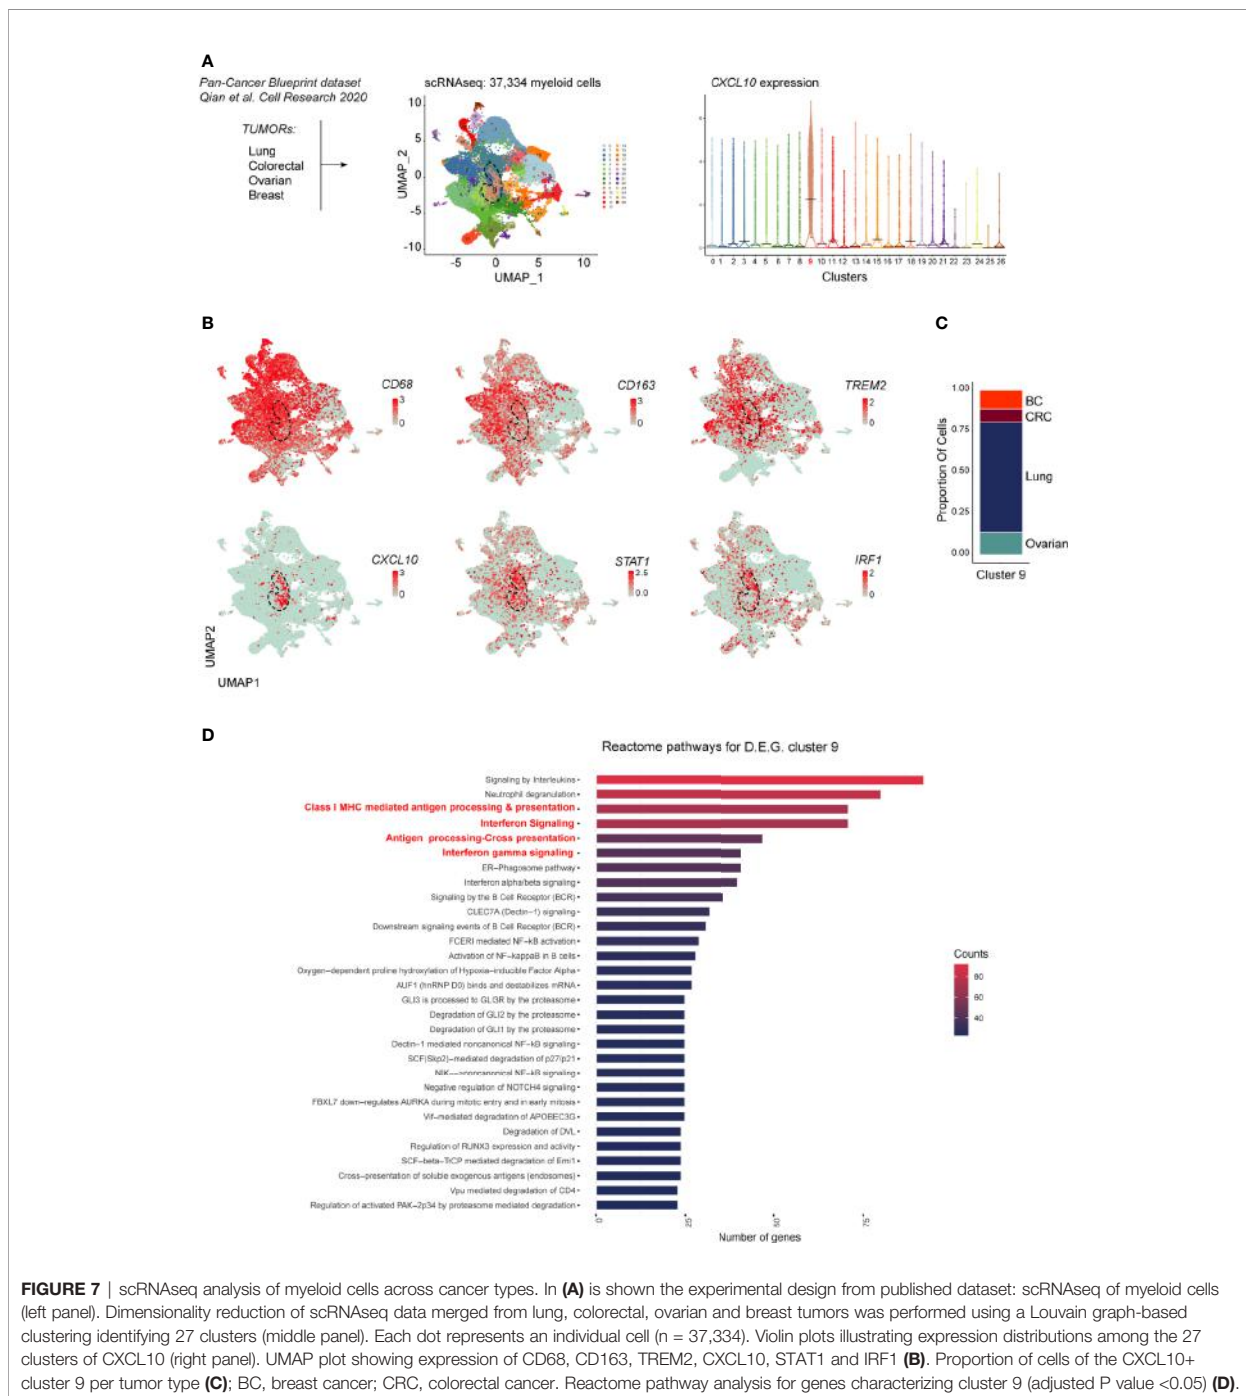 A
Pan-Cancer Blueprint dataset
Qian et al. Cell Research 2020
TUMORs:
Lung
Colorectal
Ovarian
Breast
scRNAseq: 37,334 myeloid cells
10
5
0
-5
-10
UMAP_2
-5 0 5 10
UMAP_1
CXCL10 expression
0 1 2 3 4 5 6 7 8 9 10 11 12 13 14 15 16 17 18 19 20 21 22 23 24 25 26
Clusters
B
CD68
3
0
CD163
3
0
TREM2
2
0
CXCL10
3
0
STAT1
2.5
0.0
IRF1
2
0
UMAP2
UMAP1
C
1.00
0.75
0.50
0.25
0.00
Proportion Of Cells
BC
CRC
Lung
Ovarian
Cluster 9
D
Reactome pathways for D.E.G. cluster 9
Signaling by Interleukins
Neutrophil degranulation
Class I MHC mediated antigen processing & presentation
Interferon Signaling
Antigen processing-Cross presentation
Interferon gamma signaling
ER-Phagosome pathway
Interferon alpha/beta signaling
Signaling by the B Cell Receptor (BCR)
CLEC7A (Dectin-1) signaling
Downstream signaling events of B Cell Receptor (BCR)
FCERI mediated NF-kB activation
Activation of NF-kappaB in B cells
Oxygen-dependent proline hydroxylation of Hypoxia-inducible Factor Alpha
AUF1 (hnRNP D0) binds and destabilizes mRNA
GLI3 is processed to GLI3R by the proteasome
Degradation of GLI2 by the proteasome
Degradation of GLI1 by the proteasome
Dectin-1 mediated noncanonical NF-kB signaling
SCF(Skp2)-mediated degradation of p27/p21
NIK-->noncanonical NF-kB signaling
Negative regulation of NOTCH4 signaling
FBXL7 down-regulates AURKA during mitotic entry and in early mitosis
Vif-mediated degradation of APOBEC3G
Degradation of DVL
Regulation of RUNX3 expression and activity
SCF-beta-TrCP mediated degradation of Emi1
Cross-presentation of soluble exogenous antigens (endosomes)
Vpu mediated degradation of CD4
Regulation of activated PAK-2p34 by proteasome mediated degradation
0 25 50 75
Number of genes
Counts
80
60
40
FIGURE 7 | scRNAseq analysis of myeloid cells across cancer types. In (A) is shown the experimental design from published dataset: scRNAseq of myeloid cells
(left panel). Dimensionality reduction of scRNAseq data merged from lung, colorectal, ovarian and breast tumors was performed using a Louvain graph-based
clustering identifying 27 clusters (middle panel). Each dot represents an individual cell (n = 37,334). Violin plots illustrating expression distributions among the 27
clusters of CXCL10 (right panel). UMAP plot showing expression of CD68, CD163, TREM2, CXCL10, STAT1 and IRF1 (B). Proportion of cells of the CXCL10+
cluster 9 per tumor type (C); BC, breast cancer; CRC, colorectal cancer. Reactome pathway analysis for genes characterizing cluster 9 (adjusted P value <0.05) (D).